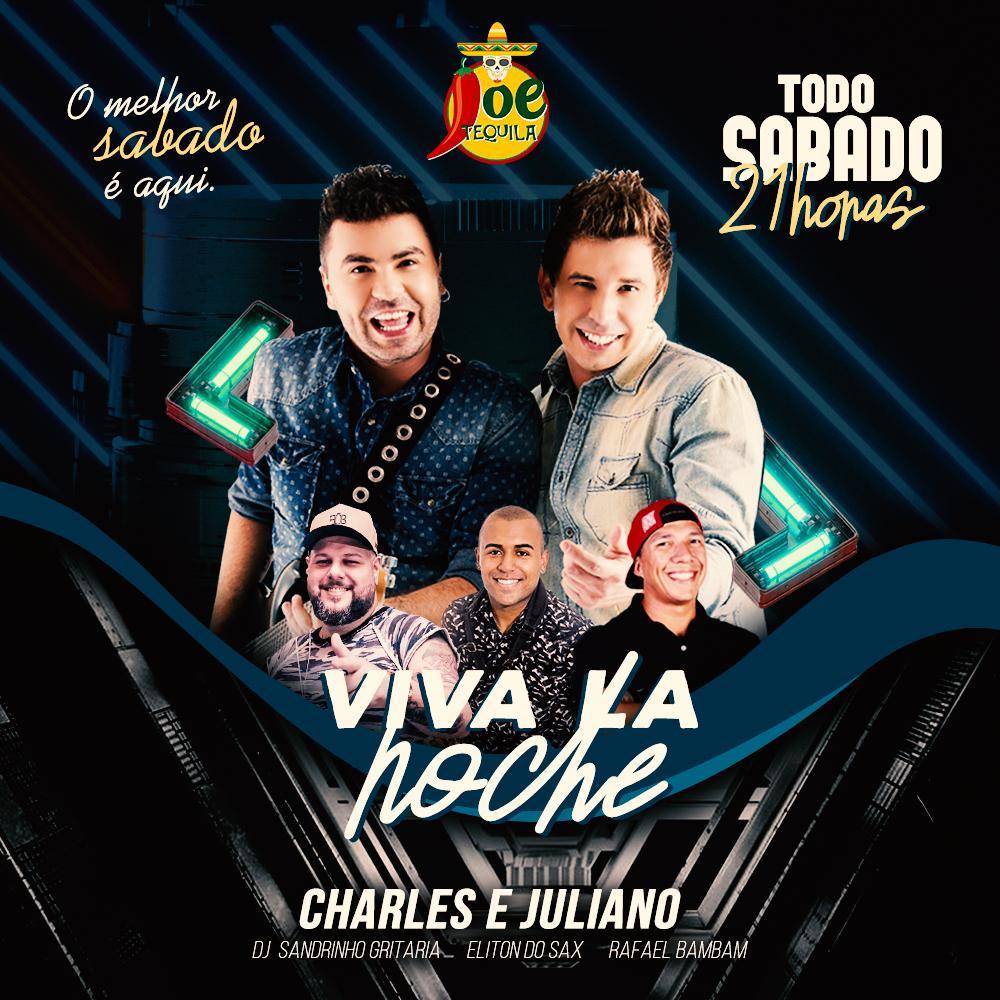 O melhor
sabado
é aqui.
Joe
TEQUILA
TODO
SABADO
21horas
VIVA LA
noche
CHARLES E JULIANO
DJ SANDRINHO GRITARIA ELITON DO SAX RAFAEL BAMBAM